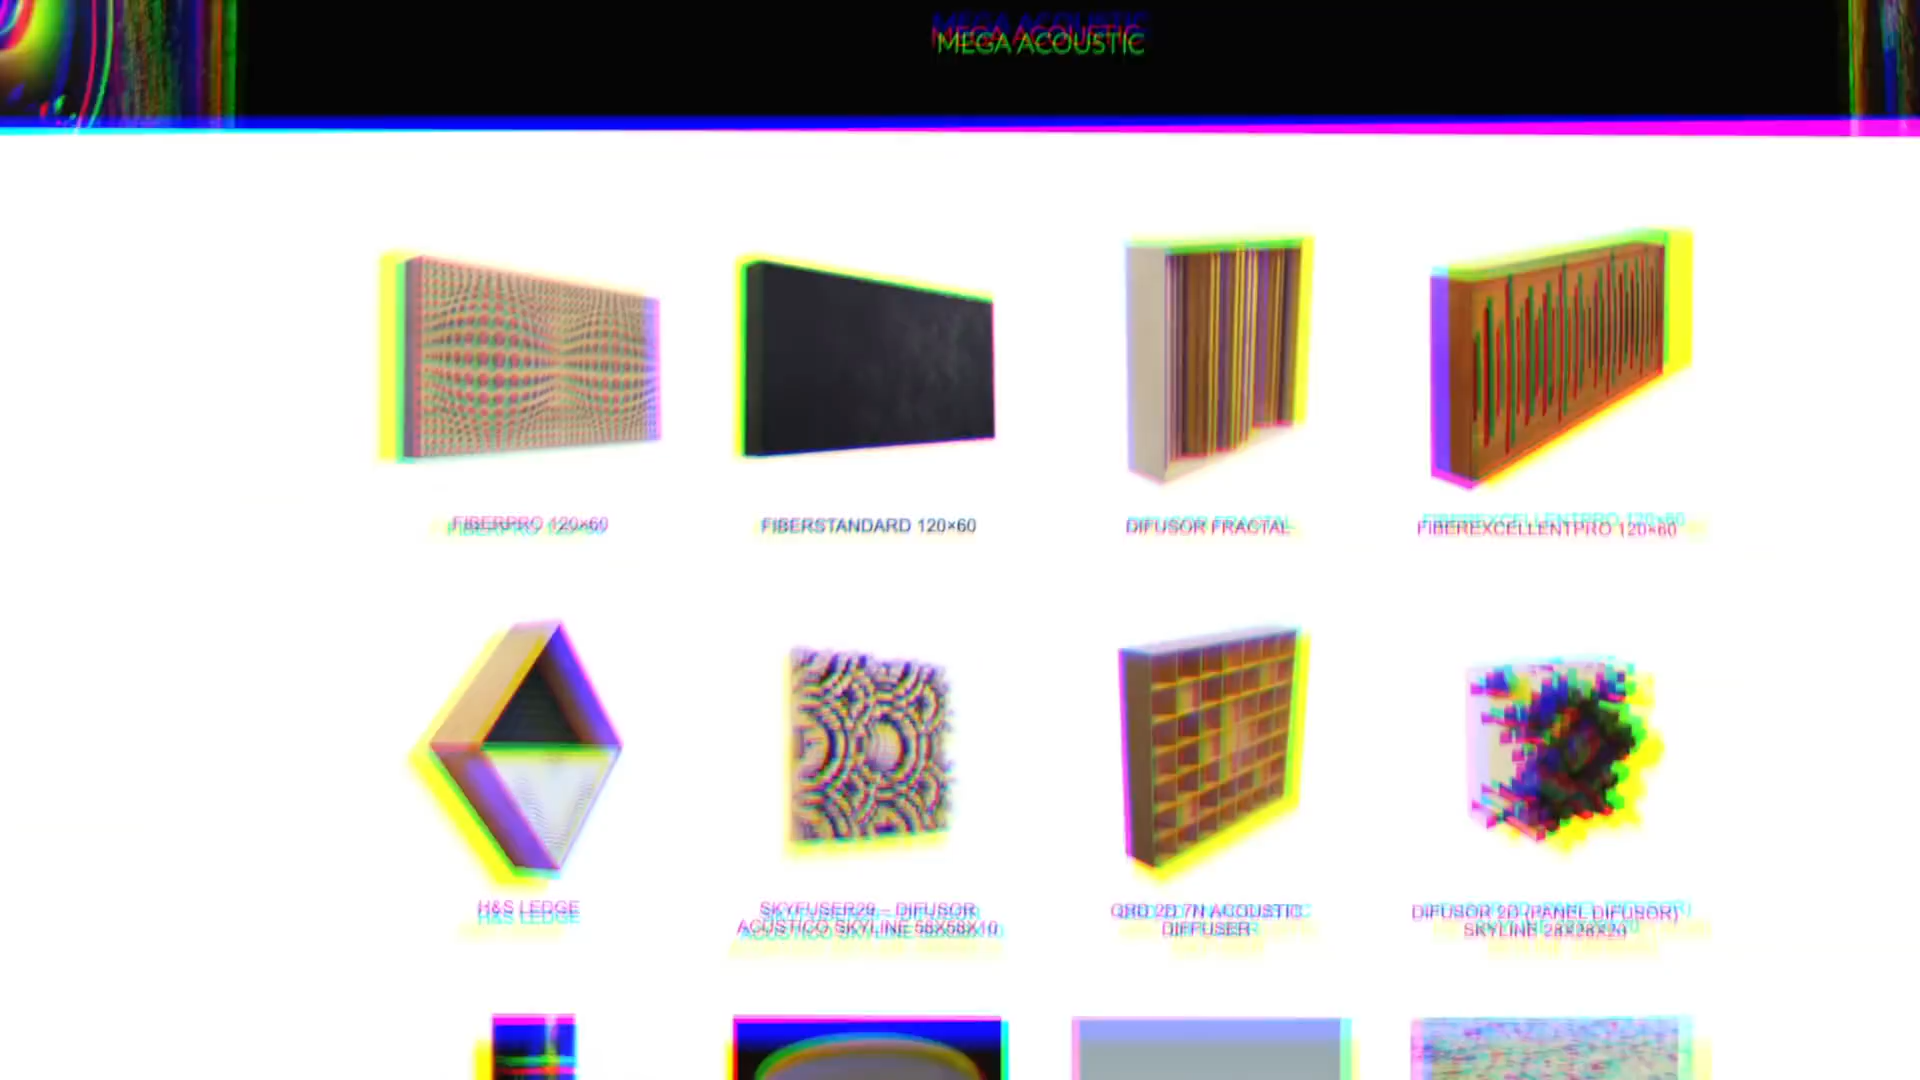 MEGA ACOUSTIC
FIBERPRO 120×60
FIBERSTANDARD 120×60
DIFUSOR FRACTAL
FIBEREXCELLENTPRO 120×60
H&S LEDGE
SKYFUSER29 – DIFUSOR
ACUSTICO SKYLINE 58X58X10
QRD 2D 7N ACOUSTIC
DIFFUSER
DIFUSOR 2D (PANEL DIFUSOR)
SKYLINE 28X28X20